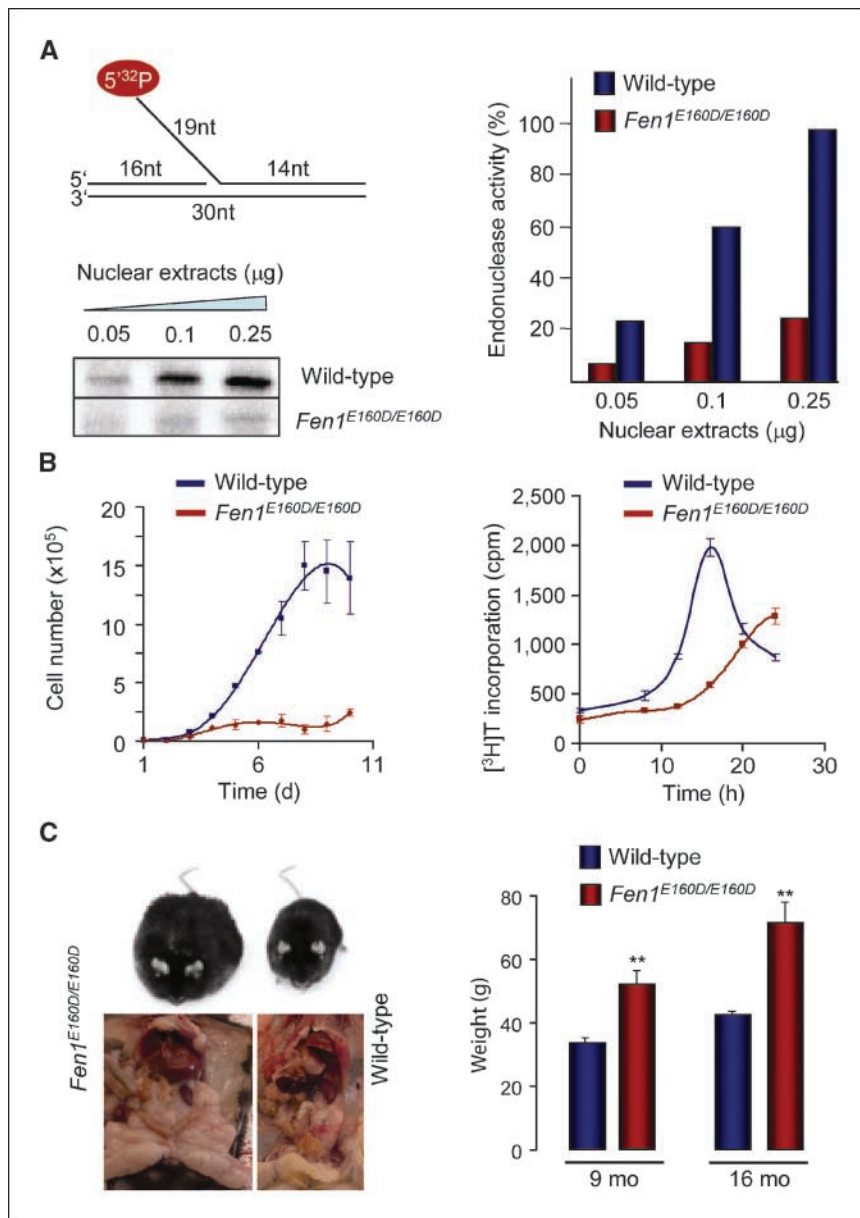 A
5'32P
19nt
16nt
14nt
5'
3'
30nt
Nuclear extracts (µg)
0.05 0.1 0.25
Wild-type
Fen1E160D/E160D
Wild-type
Fen1E160D/E160D
Endonuclease activity (%)
100
80
60
40
20
0.05 0.1 0.25
Nuclear extracts (µg)
B
Wild-type
Fen1E160D/E160D
Cell number (x10⁵)
20
15
10
5
0
1 6 11
Time (d)
Wild-type
Fen1E160D/E160D
[³H]T incorporation (cpm)
2,500
2,000
1,500
1,000
500
0
0 10 20 30
Time (h)
C
Fen1E160D/E160D
Wild-type
Wild-type
Fen1E160D/E160D
Weight (g)
80
60
40
20
0
**
**
9 mo 16 mo